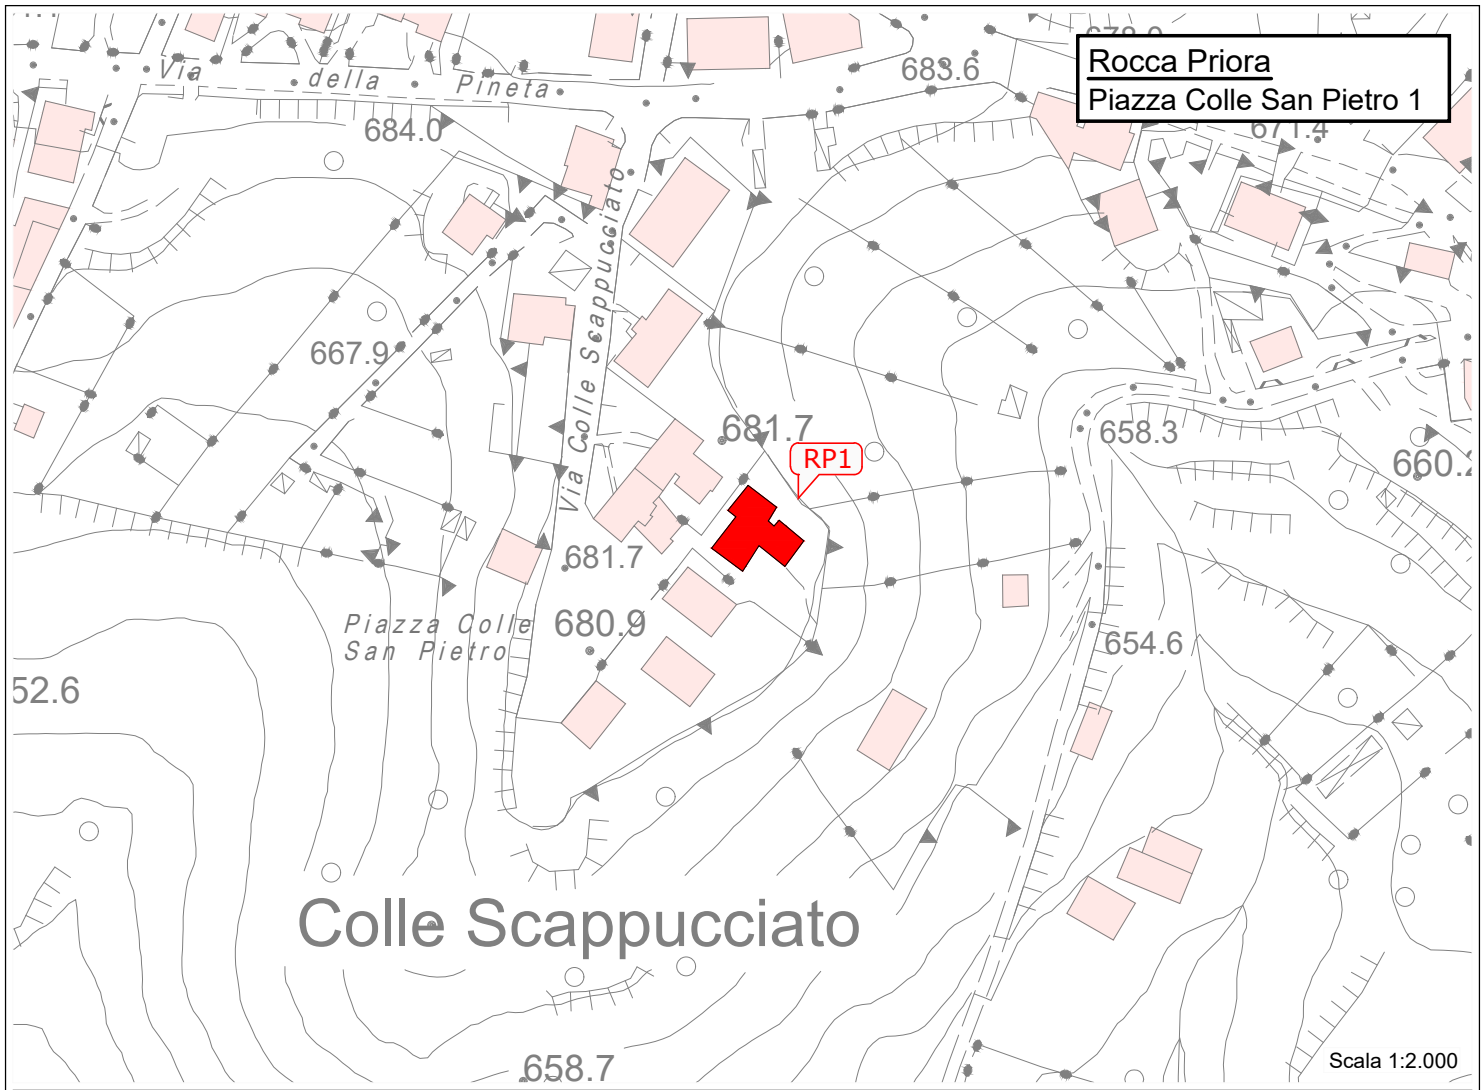 Rocca Priora
Piazza Colle San Pietro 1
Via della Pineta
683.6
671.4
684.0
Via Colle Scappucciato
667.9
681.7
RP1
658.3
681.7
Piazza Colle
San Pietro
680.9
654.6
52.6
Colle Scappucciato
658.7
Scala 1:2.000